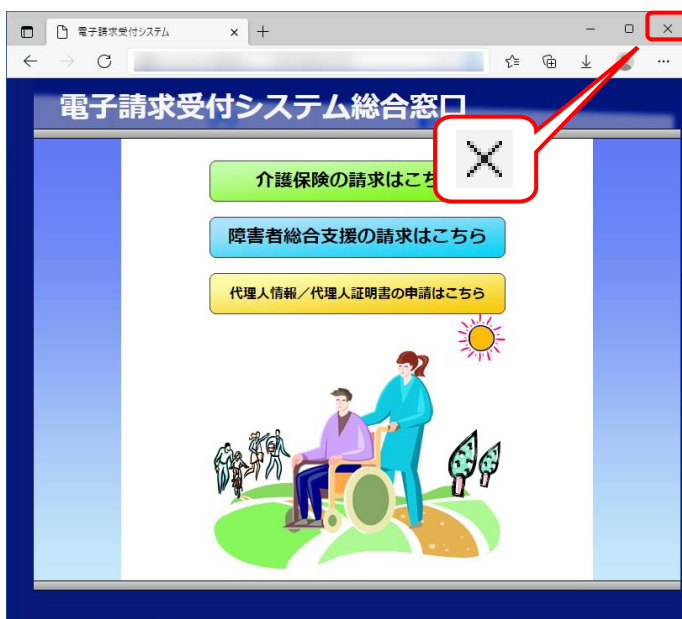 電子請求受付システム
電子請求受付システム総合窓口
介護保険の請求はこち
障害者総合支援の請求はこちら
代理人情報／代理人証明書の申請はこちら